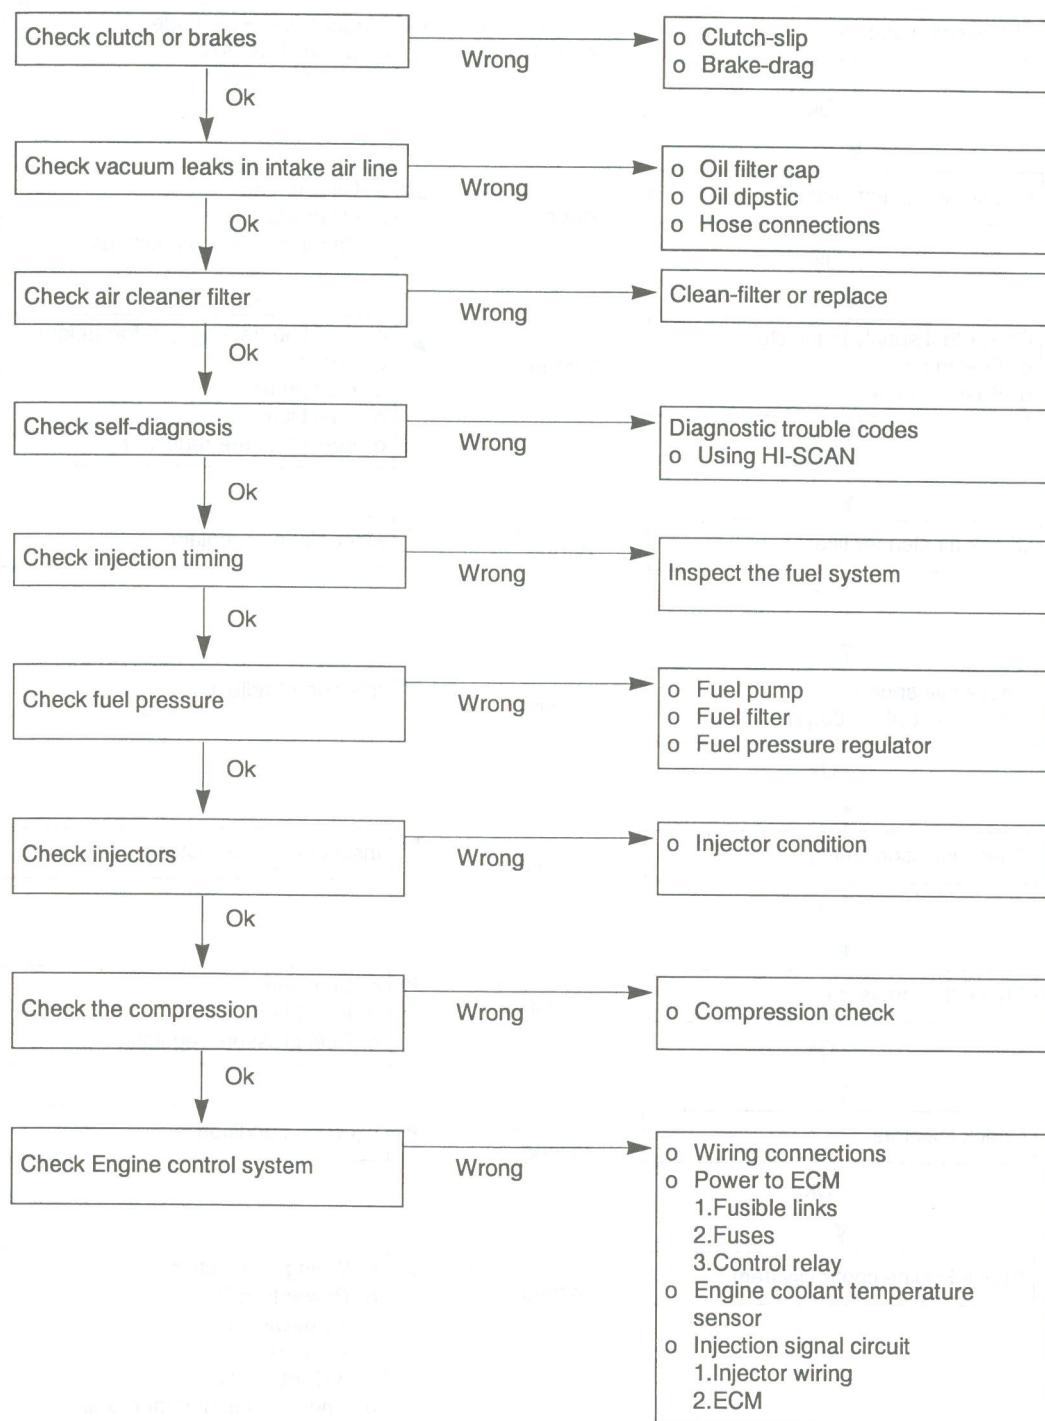 Check clutch or brakes
Wrong
o Clutch-slip
o Brake-drag
Ok
Check vacuum leaks in intake air line
Wrong
o Oil filter cap
o Oil dipstic
o Hose connections
Ok
Check air cleaner filter
Wrong
Clean-filter or replace
Ok
Check self-diagnosis
Wrong
Diagnostic trouble codes
o Using HI-SCAN
Ok
Check injection timing
Wrong
Inspect the fuel system
Ok
Check fuel pressure
Wrong
o Fuel pump
o Fuel filter
o Fuel pressure regulator
Ok
Check injectors
Wrong
o Injector condition
Ok
Check the compression
Wrong
o Compression check
Ok
Check Engine control system
Wrong
o Wiring connections
o Power to ECM
1.Fusible links
2.Fuses
3.Control relay
o Engine coolant temperature
sensor
o Injection signal circuit
1.Injector wiring
2.ECM